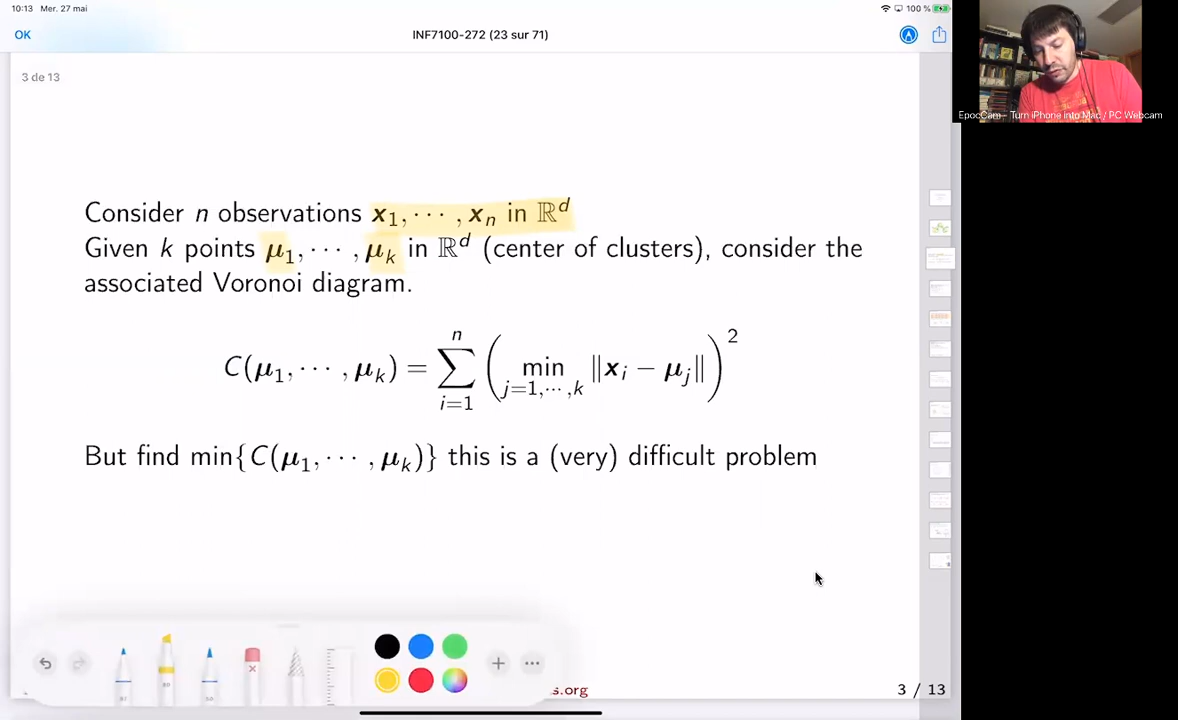 10:13 Mer. 27 mai
100 %
OK
INF7100-272 (23 sur 71)
3 de 13
EpocCam - Turn iPhone into Mac / PC Webcam
Consider n observations x₁, ⋯ , xₙ in ℝᵈ
Given k points μ₁, ⋯ , μₖ in ℝᵈ (center of clusters), consider the
associated Voronoi diagram.
C(μ₁, ⋯ , μₖ) = ∑ᵢ₌₁ⁿ ( min_{j=1,⋯,k} ‖xᵢ − μⱼ‖ )²
But find min{C(μ₁, ⋯ , μₖ)} this is a (very) difficult problem
s.org
3 / 13